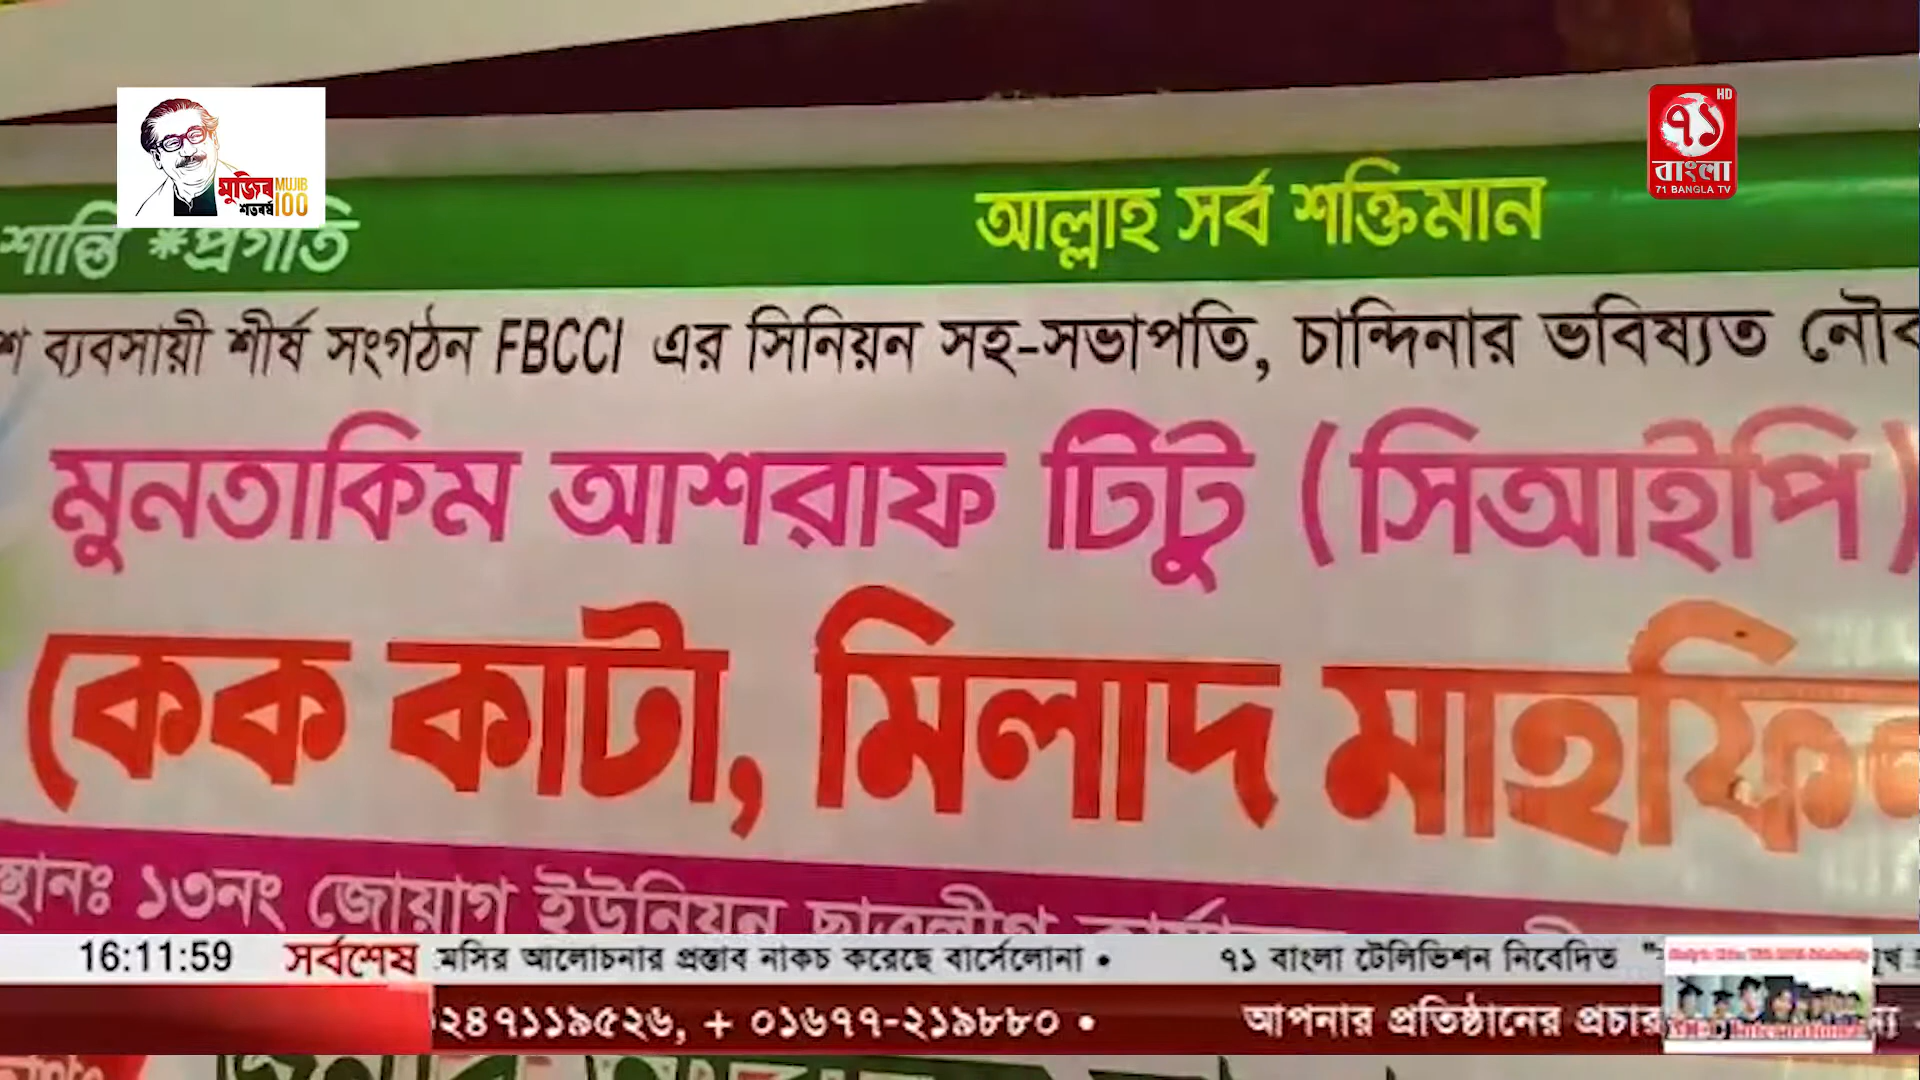 মুজিব
শতবর্ষ
MUJIB
100
HD
৭১
বাংলা
71 BANGLA TV
শান্তি *প্রগতি
আল্লাহ সর্ব শক্তিমান
ব্যবসায়ী শীর্ষ সংগঠন FBCCI এর সিনিয়ন সহ-সভাপতি, চান্দিনার ভবিষ্যত
মুনতাকিম আশরাফ টিটু (সিআইপি)
কেক কাটা, মিলাদ মাহফিল
স্থানঃ ১৩নং জোয়াগ ইউনিয়ন ছাত্রলীগ
16:11:59 সর্বশেষ মেসির আলোচনার প্রস্তাব নাকচ করেছে বার্সেলোনা • ৭১ বাংলা টেলিভিশন নিবেদিত
২৪৭১১৯৫২৬, + ০১৬৭৭-২১৯৮৮০ • আপনার প্রতিষ্ঠানের প্রচার